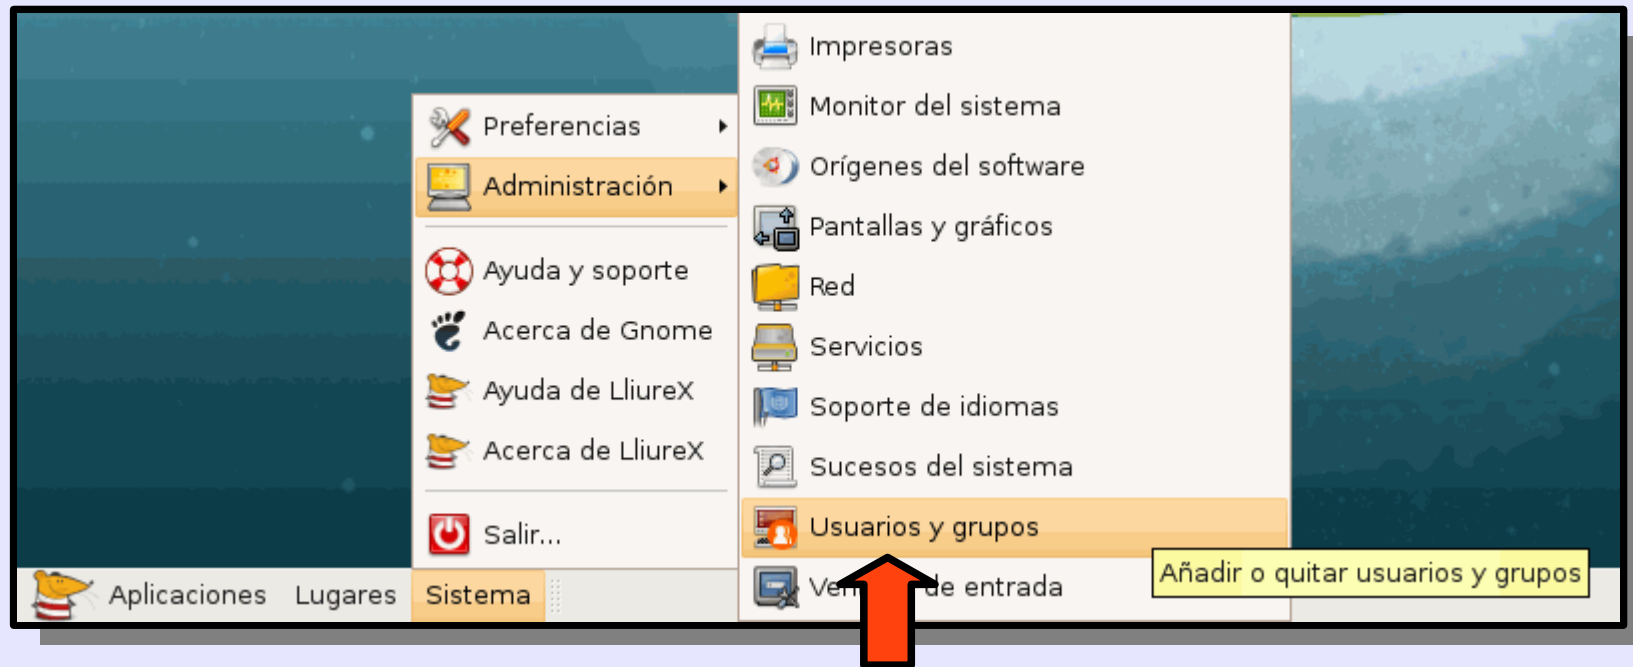 Impresoras
Monitor del sistema
Orígenes del software
Pantallas y gráficos
Red
Servicios
Soporte de idiomas
Sucesos del sistema
Usuarios y grupos
de entrada
Añadir o quitar usuarios y grupos
Preferencias
Administración
Ayuda y soporte
Acerca de Gnome
Ayuda de LliureX
Acerca de LliureX
Salir...
Aplicaciones Lugares Sistema